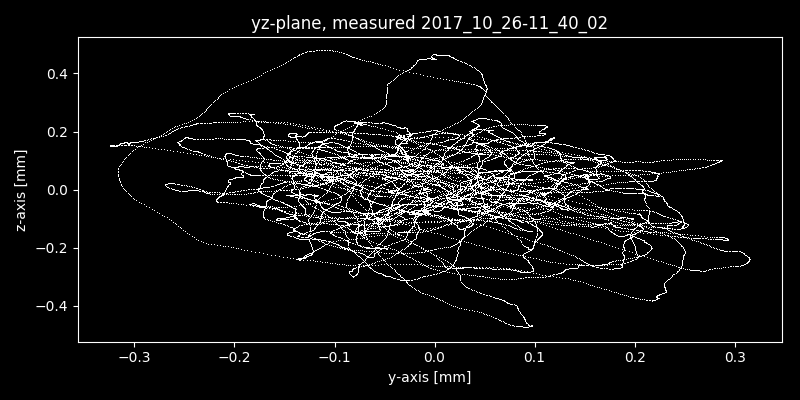 yz-plane, measured 2017_10_26-11_40_02
0.4
0.2
0.0
−0.2
−0.4
z-axis [mm]
−0.3 −0.2 −0.1 0.0 0.1 0.2 0.3
y-axis [mm]